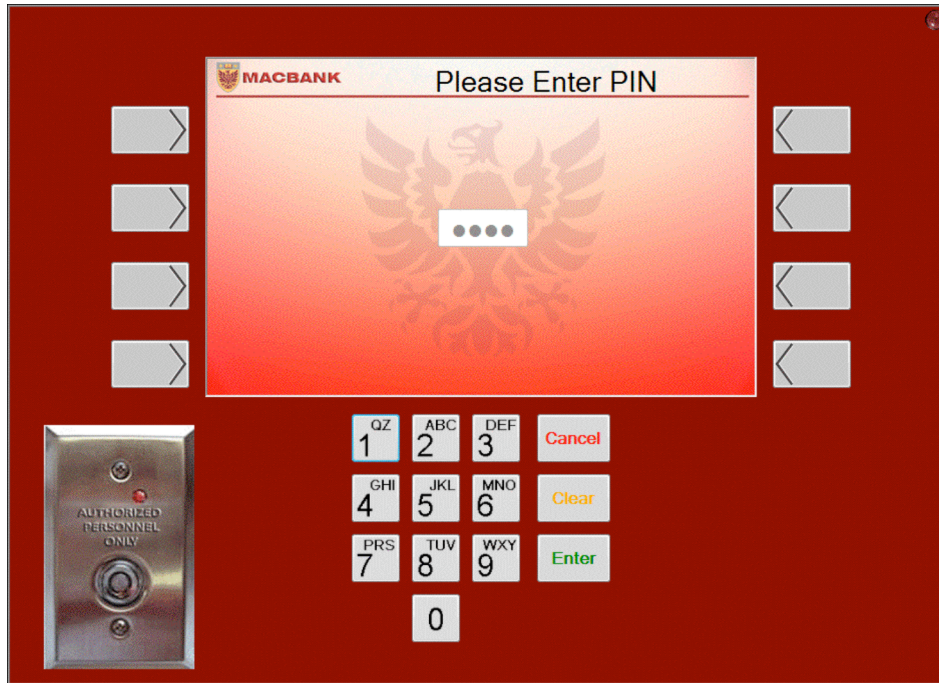 MACBANK
Please Enter PIN
●●●●
QZ
1
ABC
2
DEF
3
Cancel
GHI
4
JKL
5
MNO
6
Clear
PRS
7
TUV
8
WXY
9
Enter
0
AUTHORIZED
PERSONNEL
ONLY